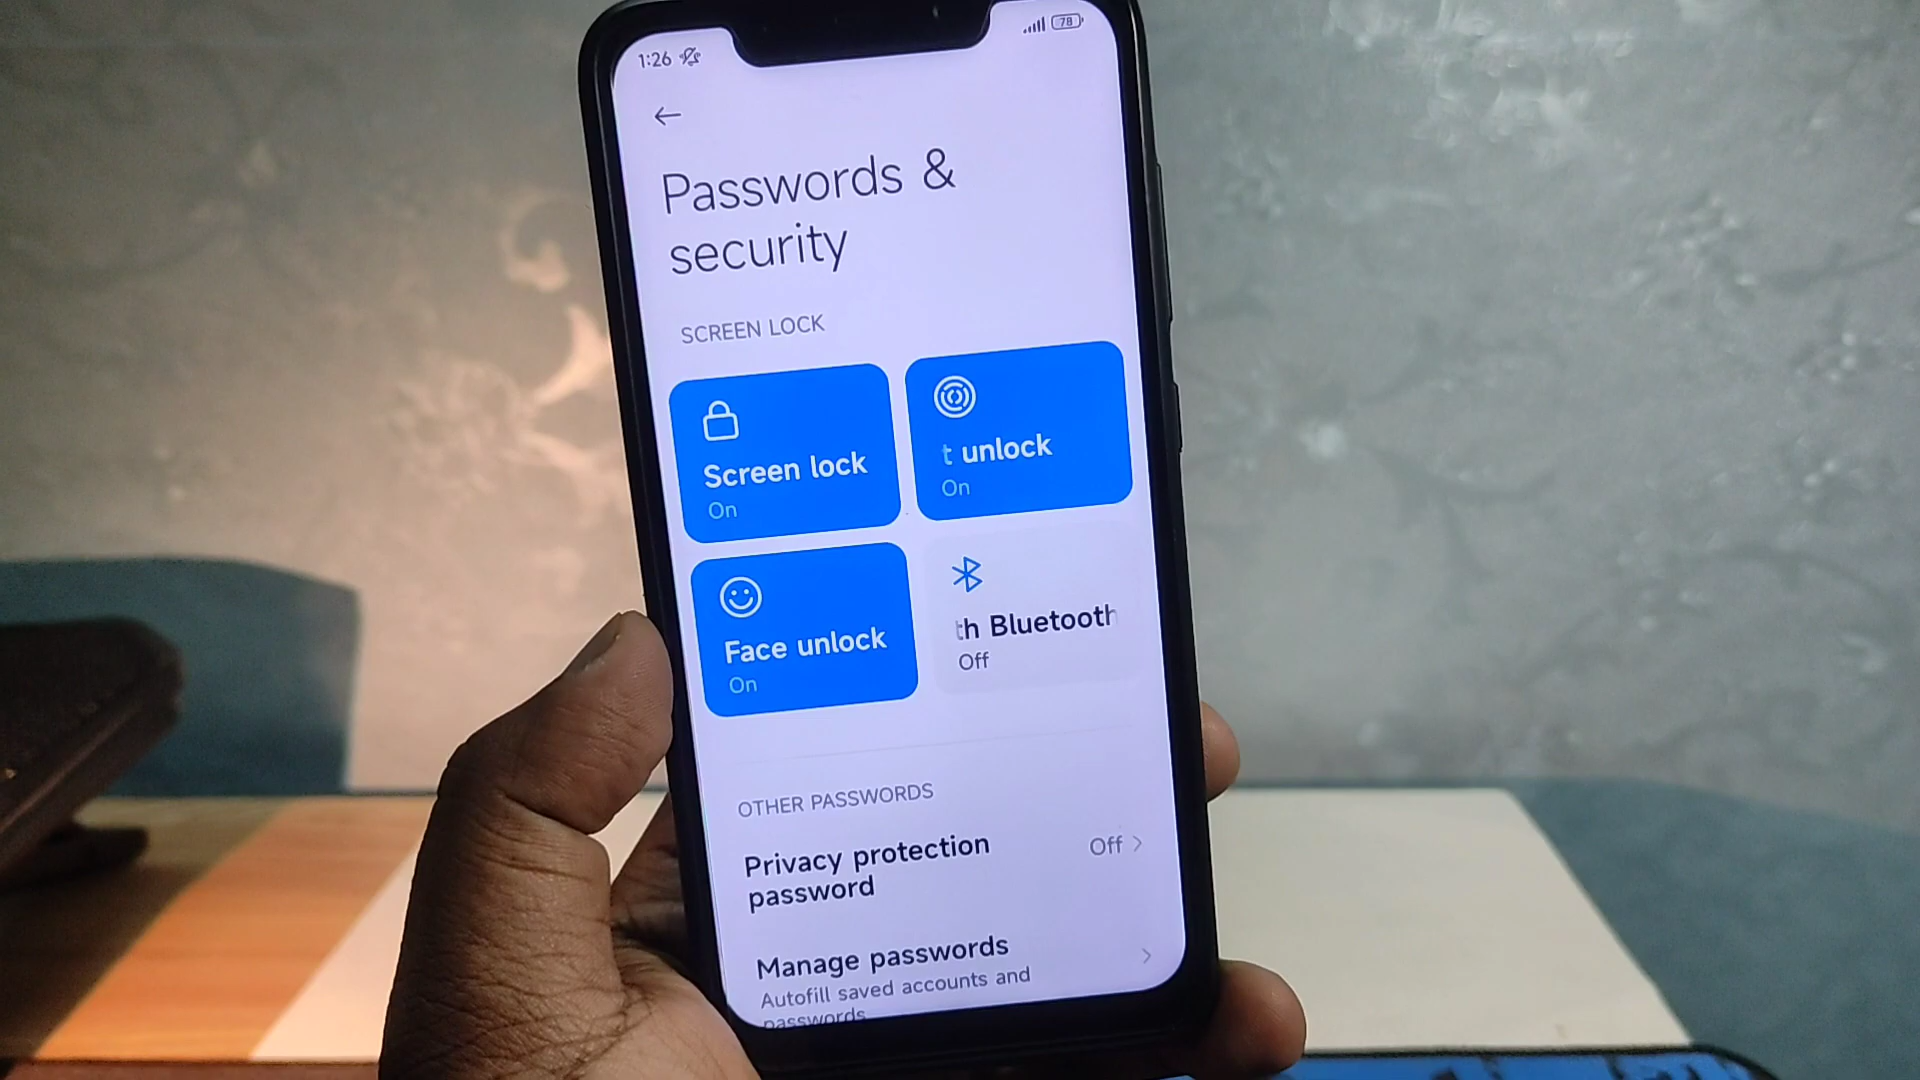 1:26
78
Passwords &
security
SCREEN LOCK
Screen lock
On
t unlock
On
Face unlock
On
th Bluetooth
Off
OTHER PASSWORDS
Privacy protection
password
Off
Manage passwords
Autofill saved accounts and
passwords